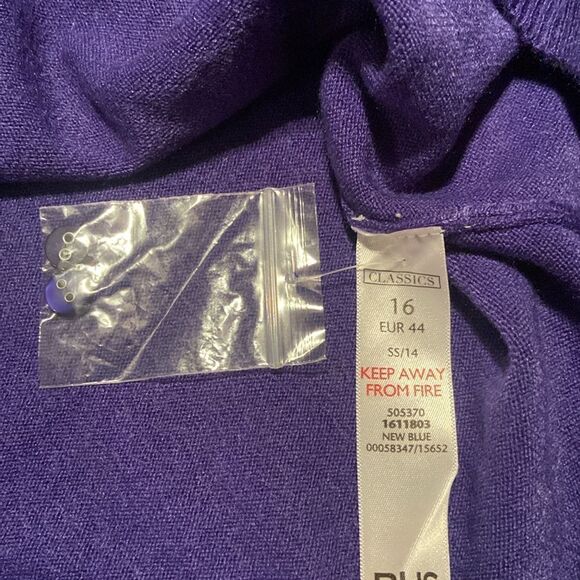 CLASSICS
16
EUR 44
SS/14
KEEP AWAY
FROM FIRE
505370
1611803
NEW BLUE
00058347/15652